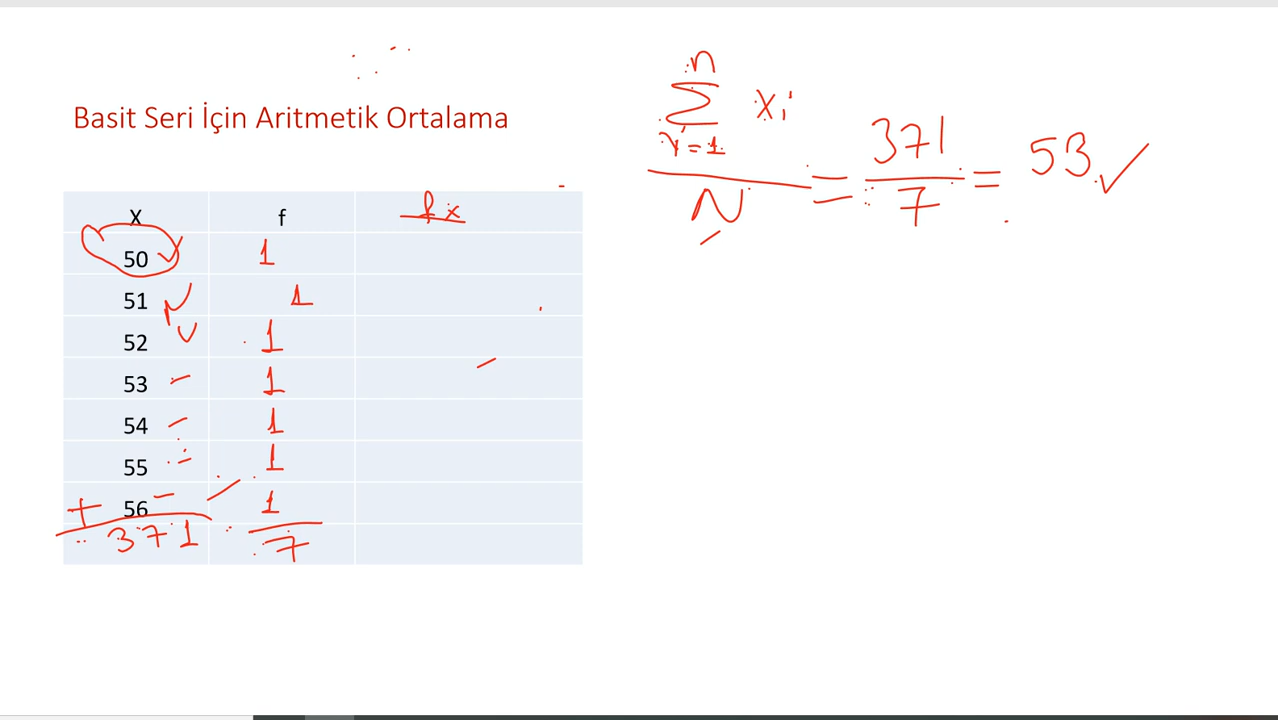 Basit Seri İçin Aritmetik Ortalama
X f fx
50 1
51 1
52 1
53 1
54 1
55 1
+ 56 1
371 7
n
∑ xi
i=1
N
= 371 / 7 = 53 ✓